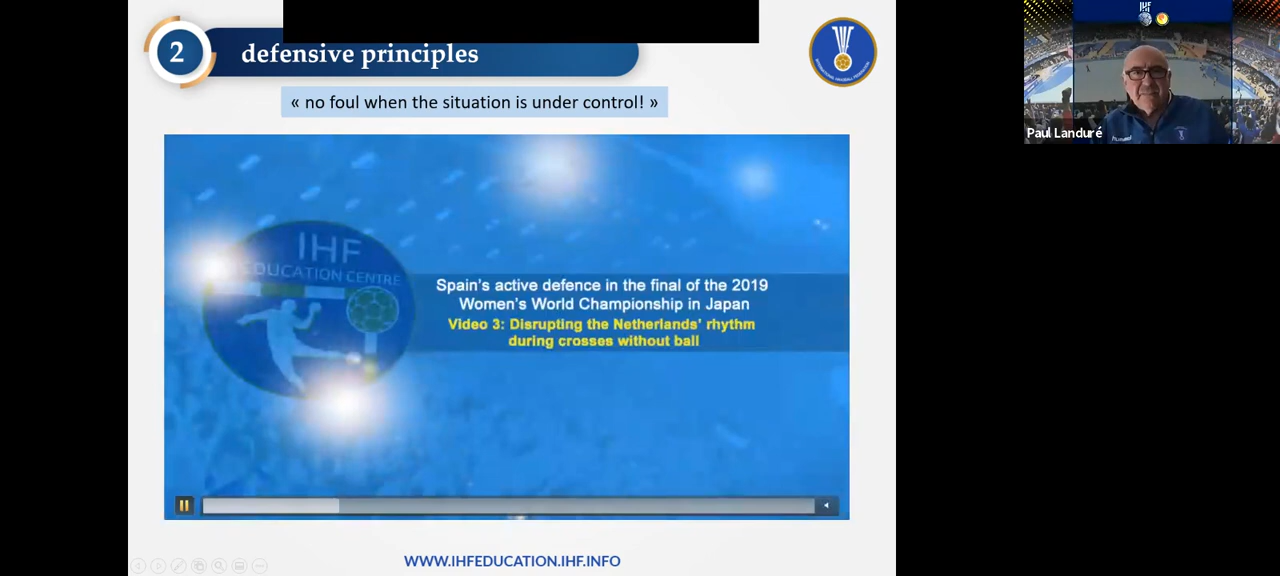 2
defensive principles
« no foul when the situation is under control! »
IHF
EDUCATION CENTRE
Spain's active defence in the final of the 2019
Women's World Championship in Japan
Video 3: Disrupting the Netherlands' rhythm
during crosses without ball
WWW.IHFEDUCATION.IHF.INFO
IHF
Paul Landuré
hummel